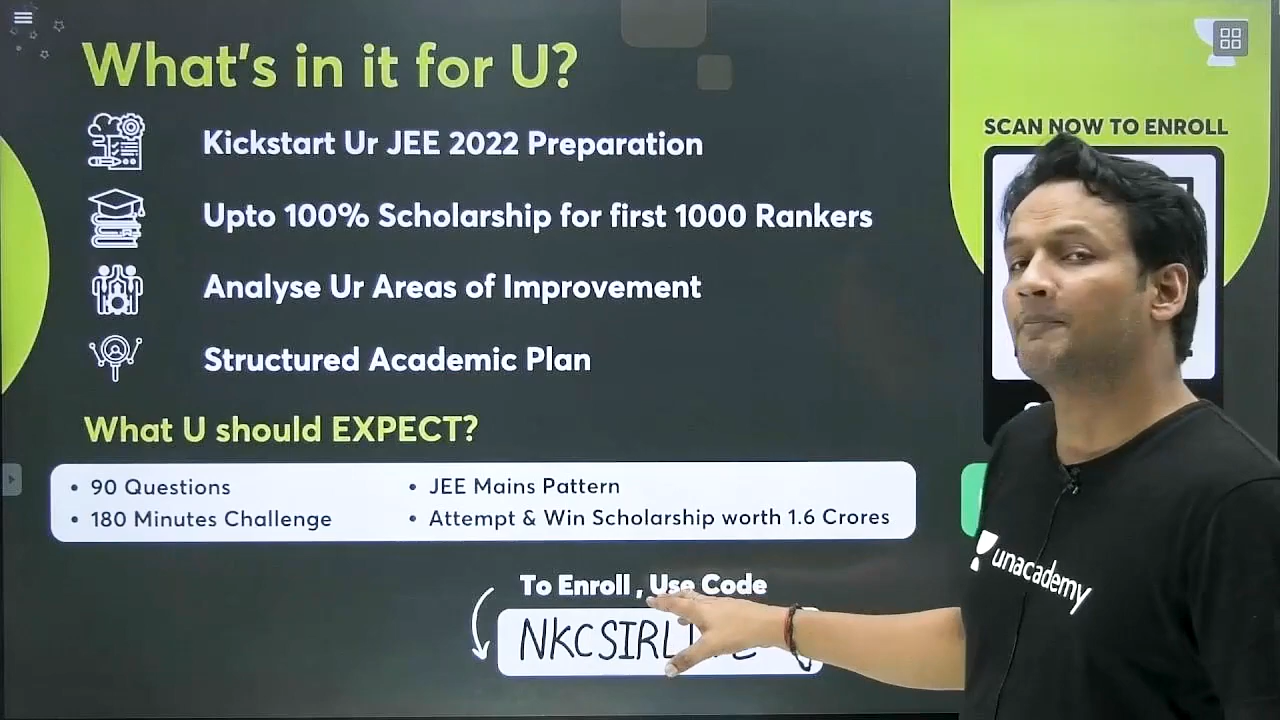 What's in it for U?
Kickstart Ur JEE 2022 Preparation
Upto 100% Scholarship for first 1000 Rankers
Analyse Ur Areas of Improvement
Structured Academic Plan
What U should EXPECT?
• 90 Questions
• 180 Minutes Challenge
• JEE Mains Pattern
• Attempt & Win Scholarship worth 1.6 Crores
To Enroll, Use Code
SCAN NOW TO ENROLL
unacademy